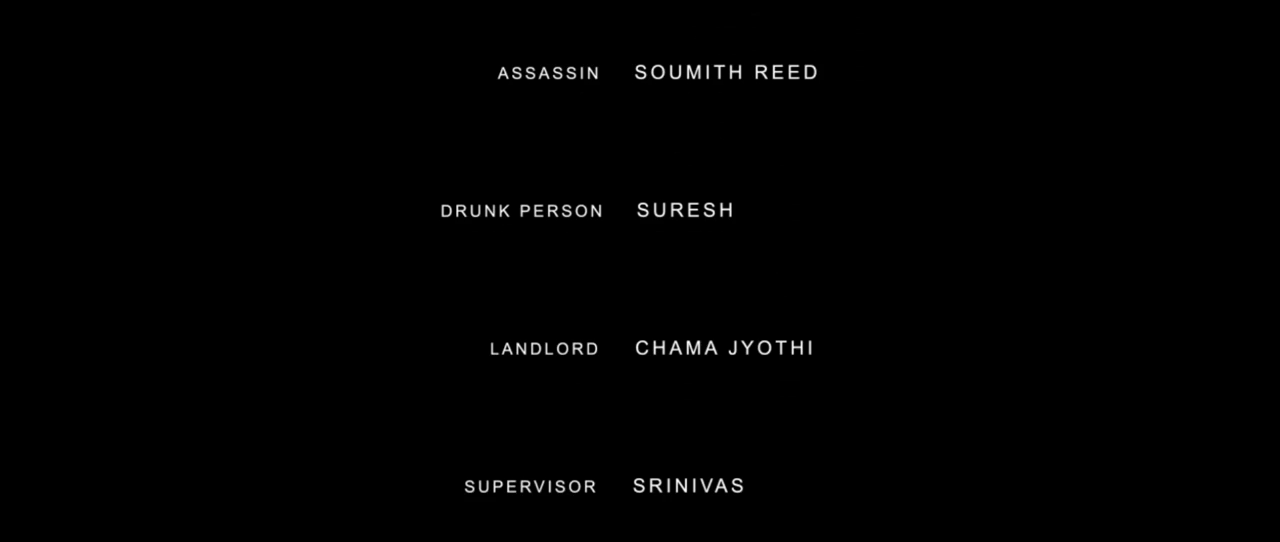 ASSASSIN SOUMITH REED
DRUNK PERSON SURESH
LANDLORD CHAMA JYOTHI
SUPERVISOR SRINIVAS